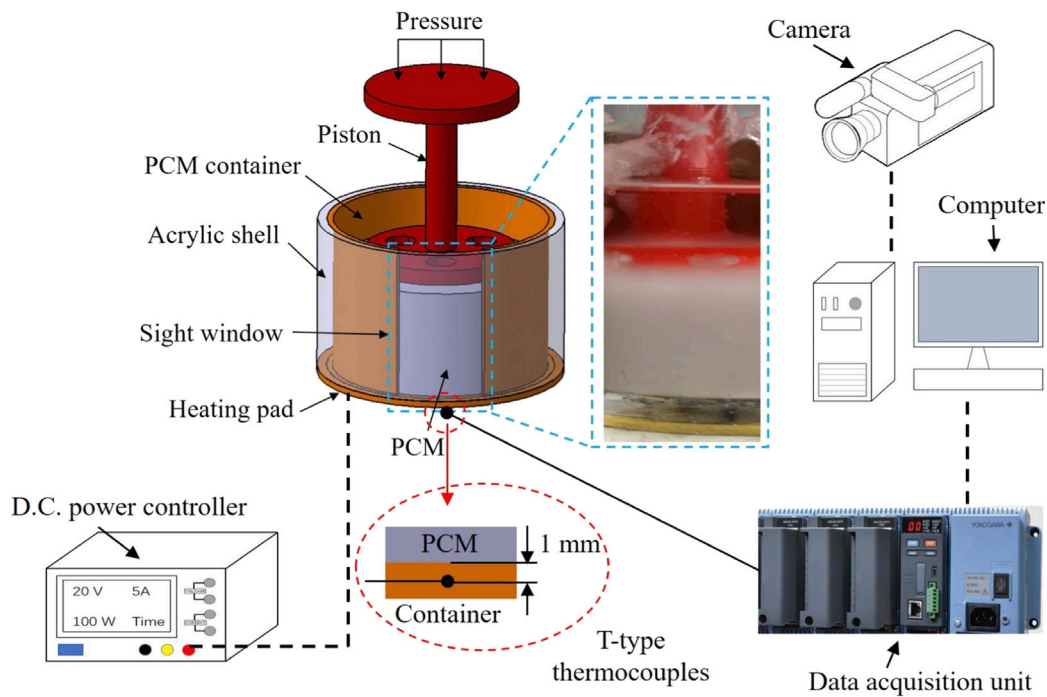 Pressure
Camera
Piston
PCM container
Acrylic shell
Computer
Sight window
Heating pad
PCM
D.C. power controller
20 V 5A
100 W Time
PCM
1 mm
Container
T-type
thermocouples
YOKOGAWA
Data acquisition unit